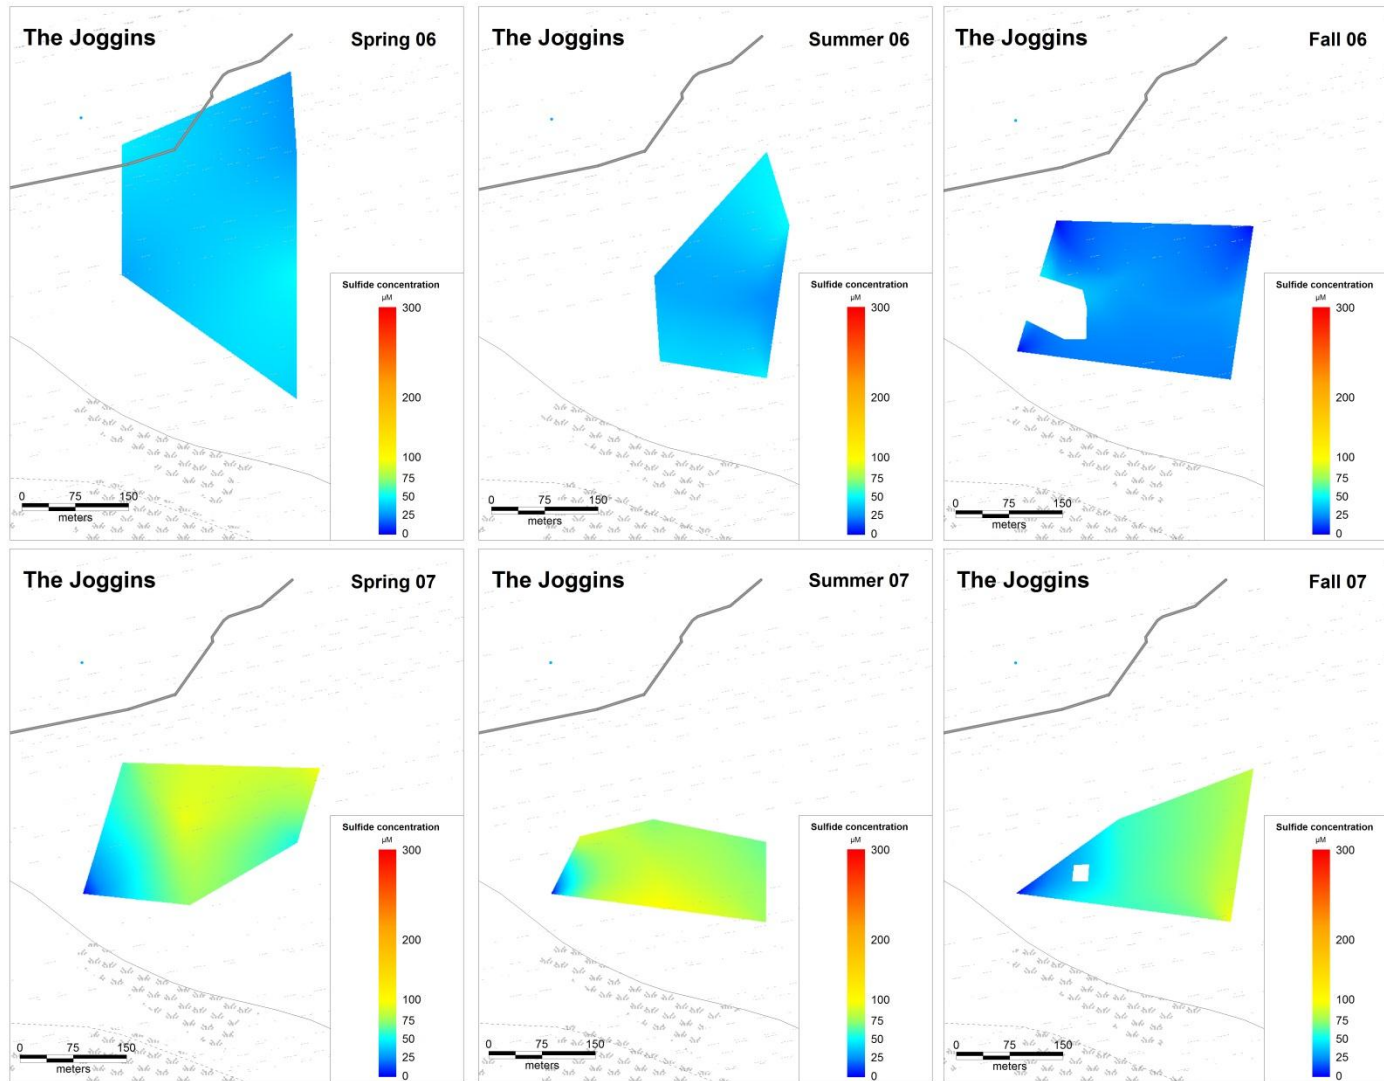 The Joggins Spring 06
Sulfide concentration
µM
300
200
100
75
50
25
0
0 75 150
meters
The Joggins Summer 06
Sulfide concentration
µM
300
200
100
75
50
25
0
0 75 150
meters
The Joggins Fall 06
Sulfide concentration
µM
300
200
100
75
50
25
0
0 75 150
meters
The Joggins Spring 07
Sulfide concentration
µM
300
200
100
75
50
25
0
0 75 150
meters
The Joggins Summer 07
Sulfide concentration
µM
300
200
100
75
50
25
0
0 75 150
meters
The Joggins Fall 07
Sulfide concentration
µM
300
200
100
75
50
25
0
0 75 150
meters